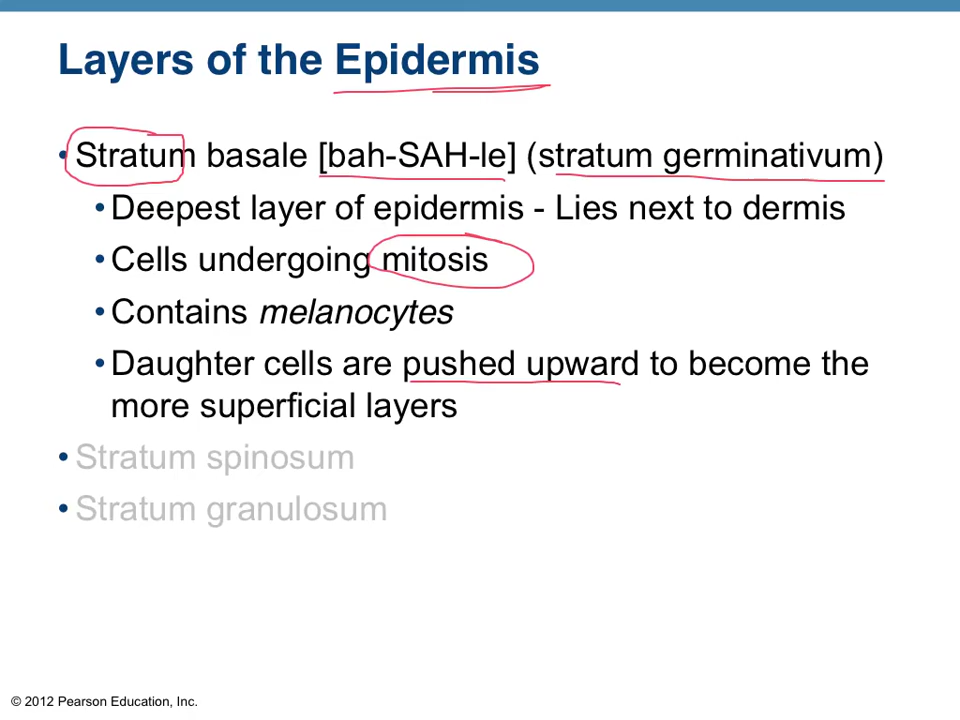 Layers of the Epidermis
• Stratum basale [bah-SAH-le] (stratum germinativum)
• Deepest layer of epidermis - Lies next to dermis
• Cells undergoing mitosis
• Contains melanocytes
• Daughter cells are pushed upward to become the
more superficial layers
• Stratum spinosum
• Stratum granulosum
© 2012 Pearson Education, Inc.